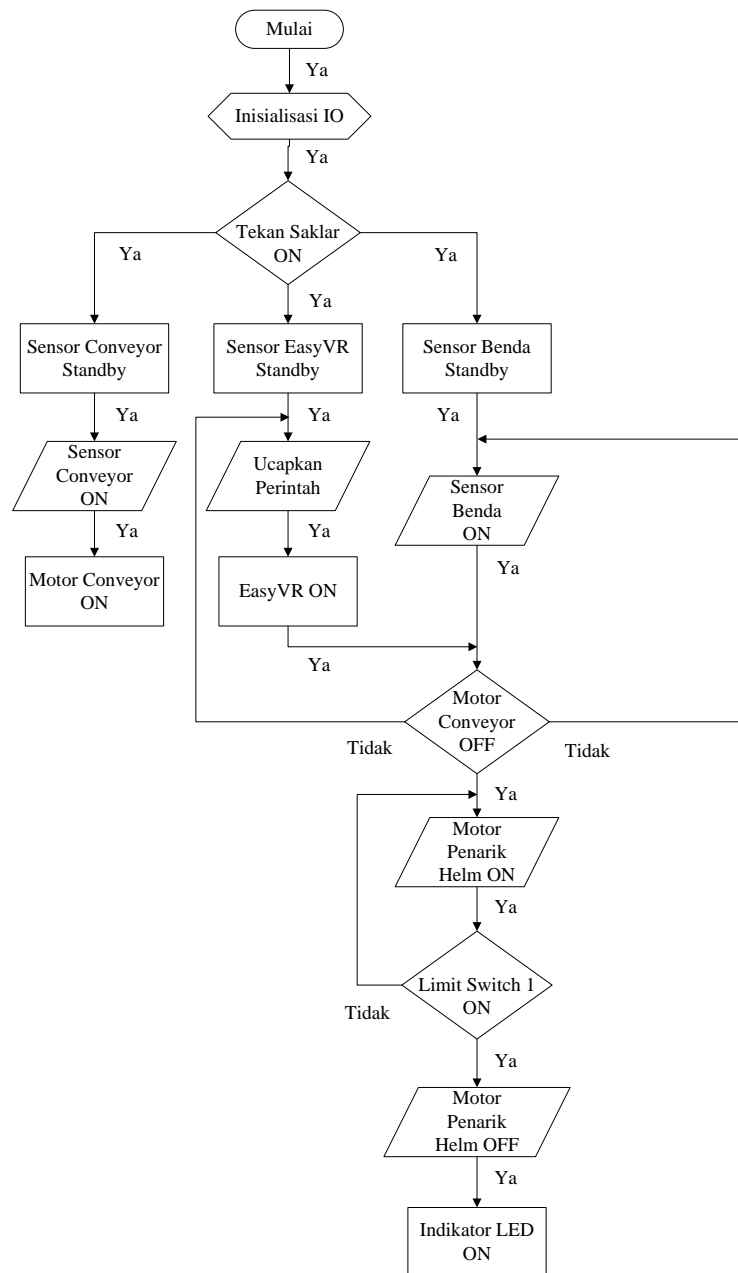 Mulai
Ya
Inisialisasi IO
Ya
Tekan Saklar
ON
Ya
Ya
Ya
Sensor Conveyor
Standby
Sensor EasyVR
Standby
Sensor Benda
Standby
Ya
Ya
Ya
Sensor
Conveyor
ON
Ucapkan
Perintah
Sensor
Benda
ON
Ya
Ya
Ya
Motor Conveyor
ON
EasyVR ON
Ya
Motor
Conveyor
OFF
Tidak
Tidak
Ya
Motor
Penarik
Helm ON
Ya
Limit Switch 1
ON
Tidak
Ya
Motor
Penarik
Helm OFF
Ya
Indikator LED
ON